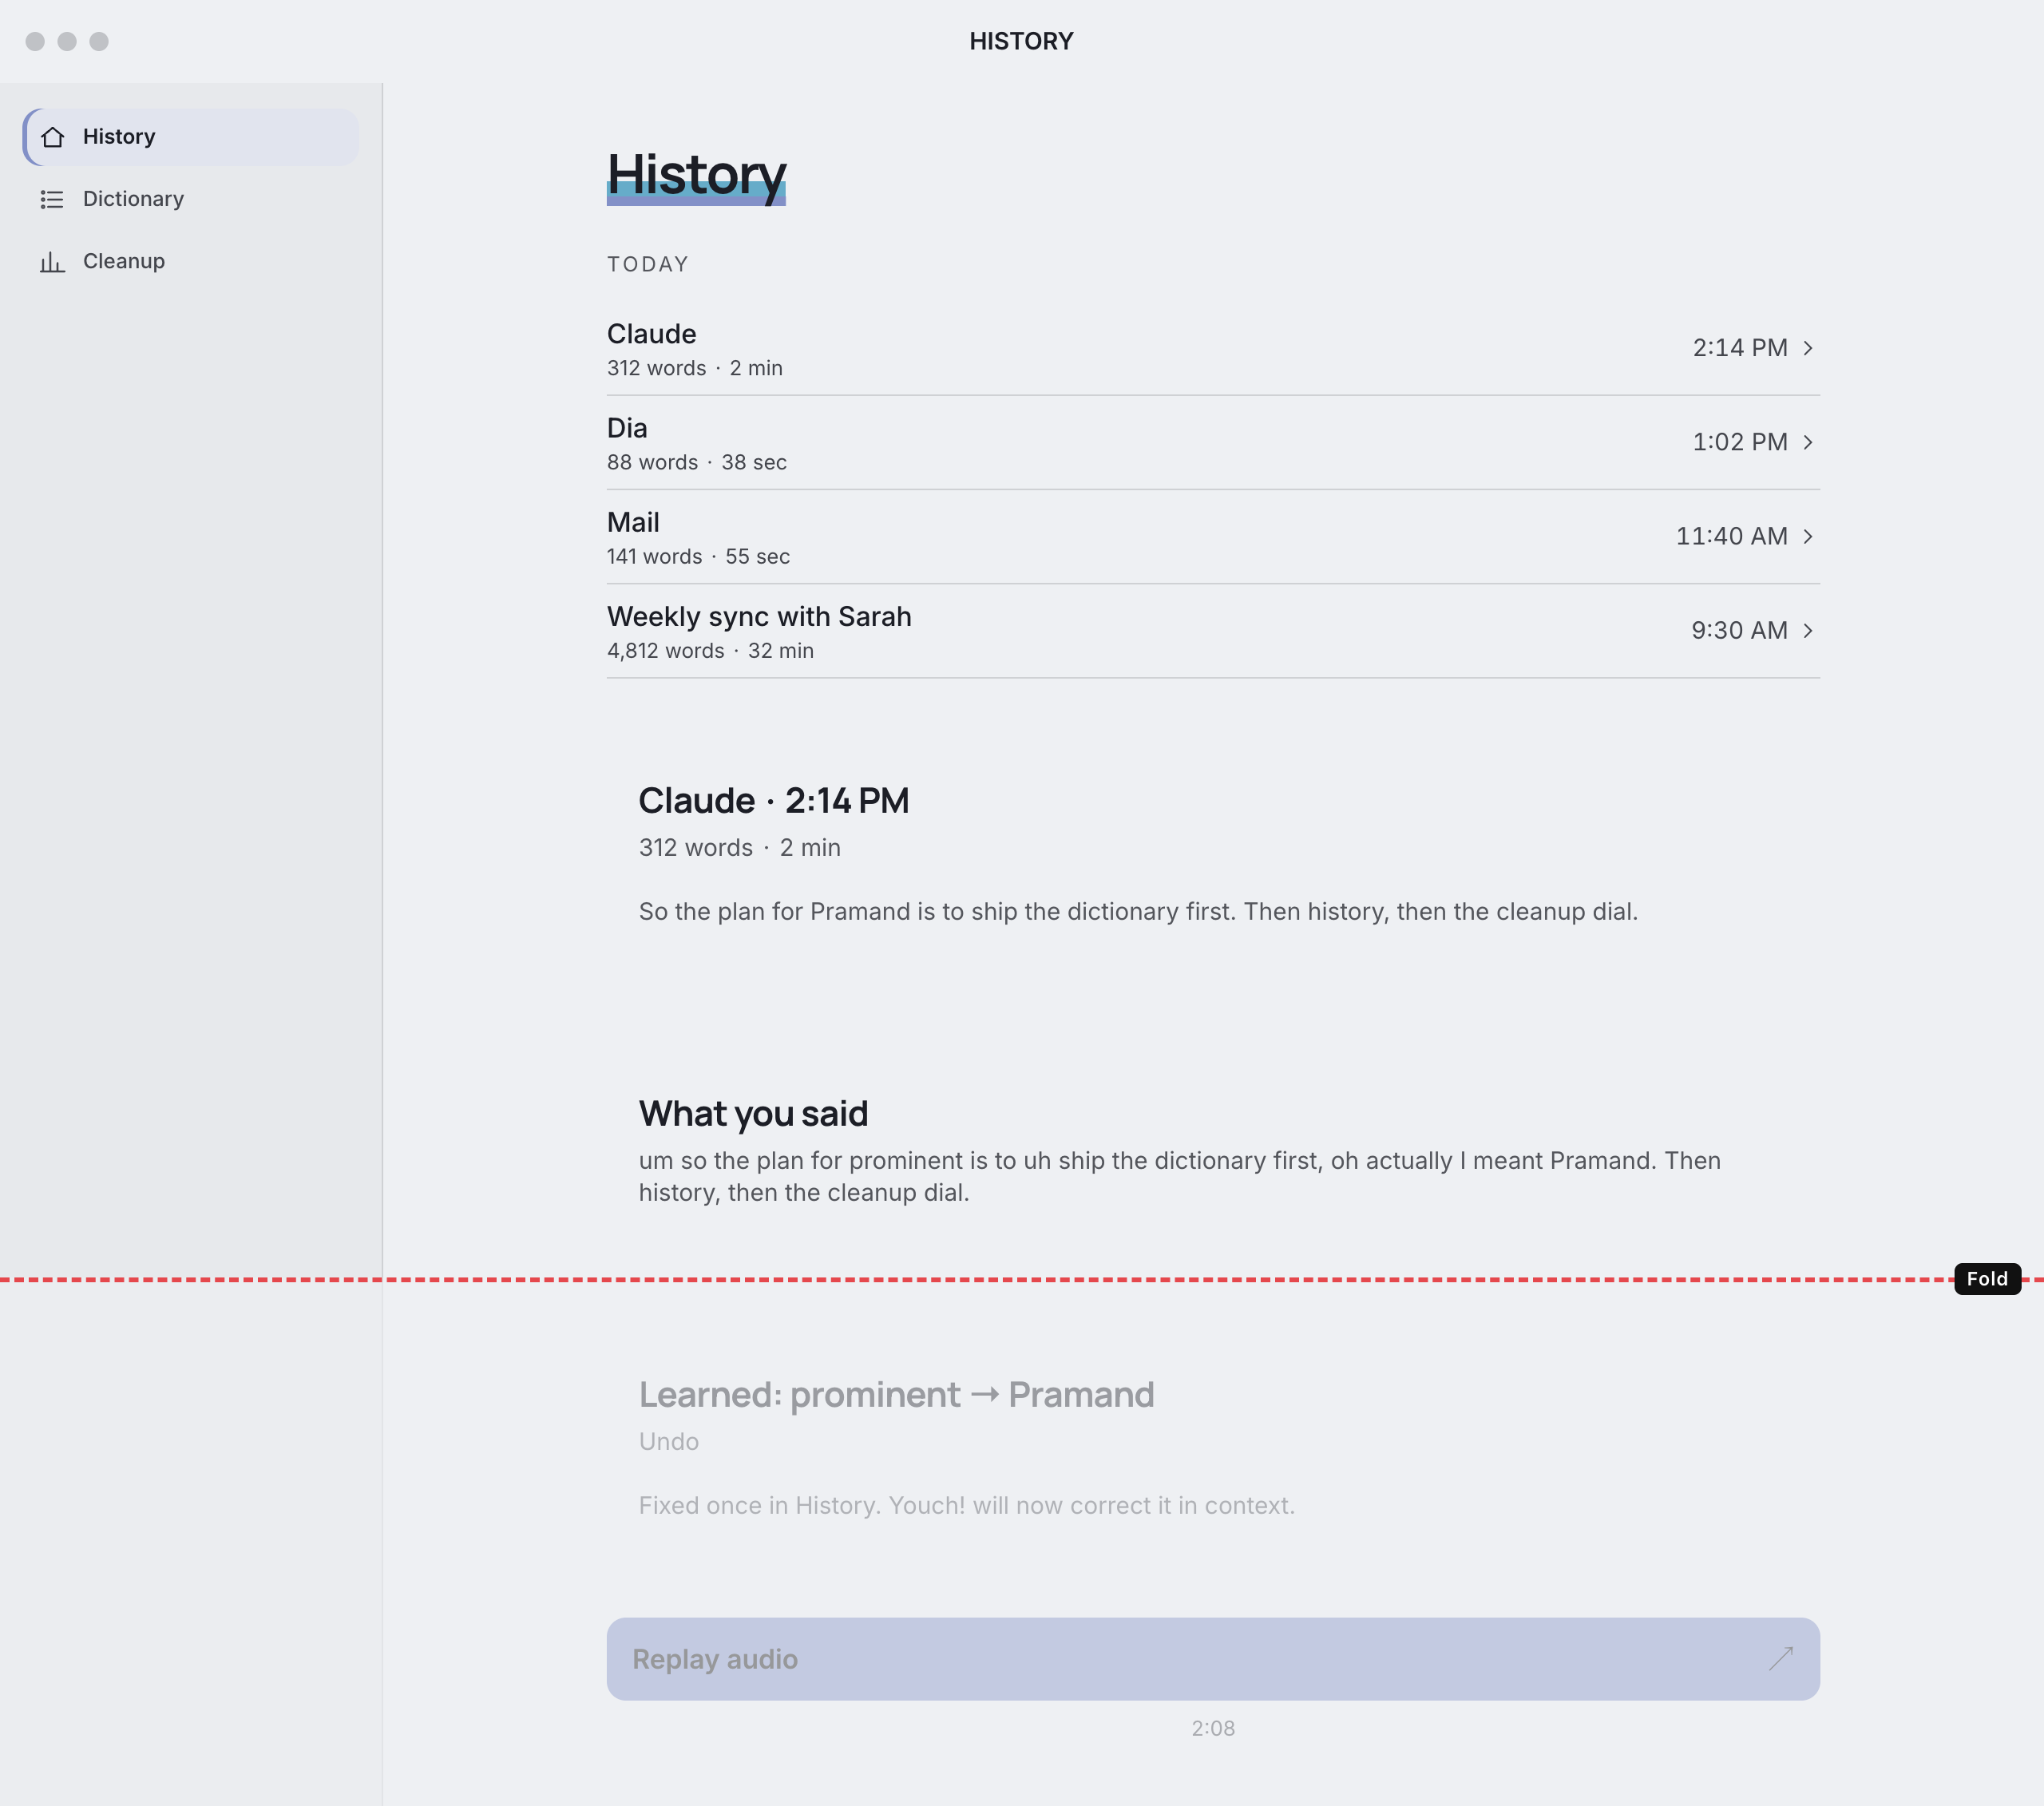 HISTORY
History
Dictionary
Cleanup
History
TODAY
Claude
312 words · 2 min
2:14 PM
Dia
88 words · 38 sec
1:02 PM
Mail
141 words · 55 sec
11:40 AM
Weekly sync with Sarah
4,812 words · 32 min
9:30 AM
Claude · 2:14 PM
312 words · 2 min
So the plan for Pramand is to ship the dictionary first. Then history, then the cleanup dial.
What you said
um so the plan for prominent is to uh ship the dictionary first, oh actually I meant Pramand. Then
history, then the cleanup dial.
Fold
Learned: prominent → Pramand
Undo
Fixed once in History. Youch! will now correct it in context.
Replay audio
2:08